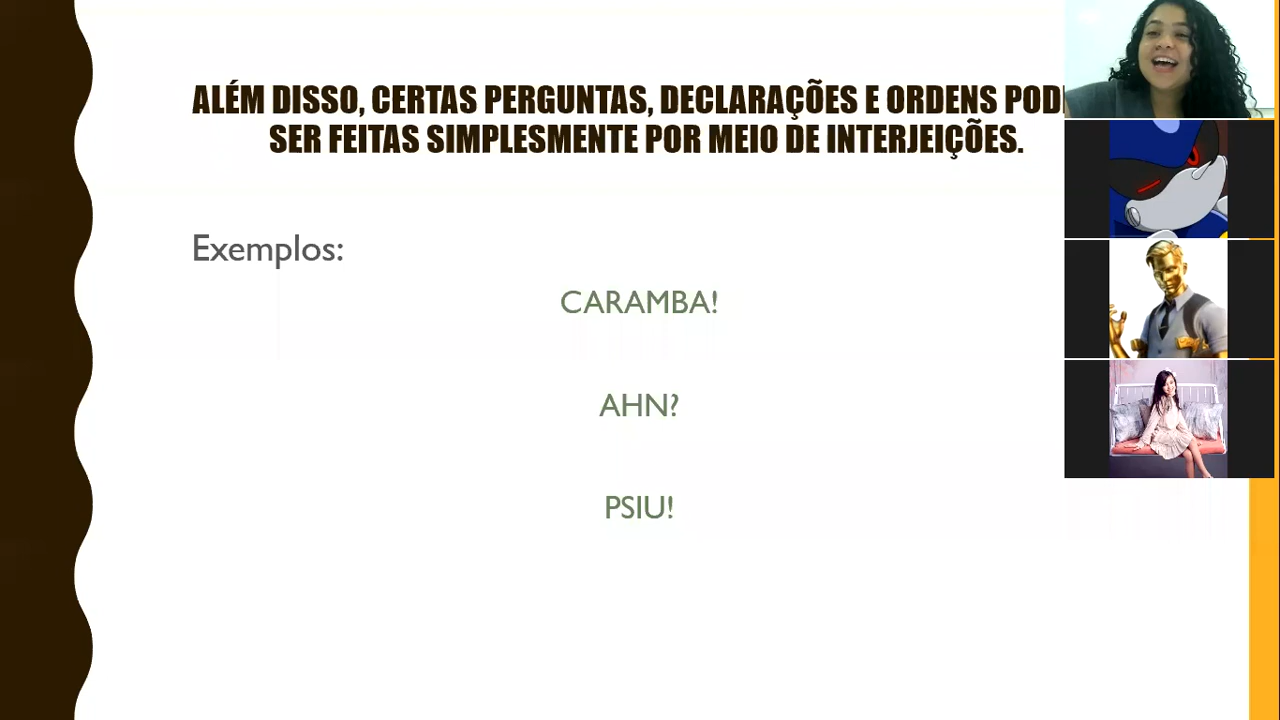 ALÉM DISSO, CERTAS PERGUNTAS, DECLARAÇÕES E ORDENS
SER FEITAS SIMPLESMENTE POR MEIO DE INTERJEIÇÕES.
Exemplos:
CARAMBA!
AHN?
PSIU!